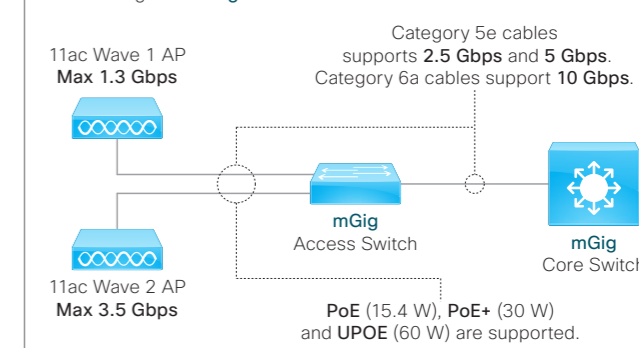 Category 5e cables
supports 2.5 Gbps and 5 Gbps.
Category 6a cables support 10 Gbps.
11ac Wave 1 AP
Max 1.3 Gbps
mGig
Access Switch
mGig
Core Switch
11ac Wave 2 AP
Max 3.5 Gbps
PoE (15.4 W), PoE+ (30 W)
and UPOE (60 W) are supported.